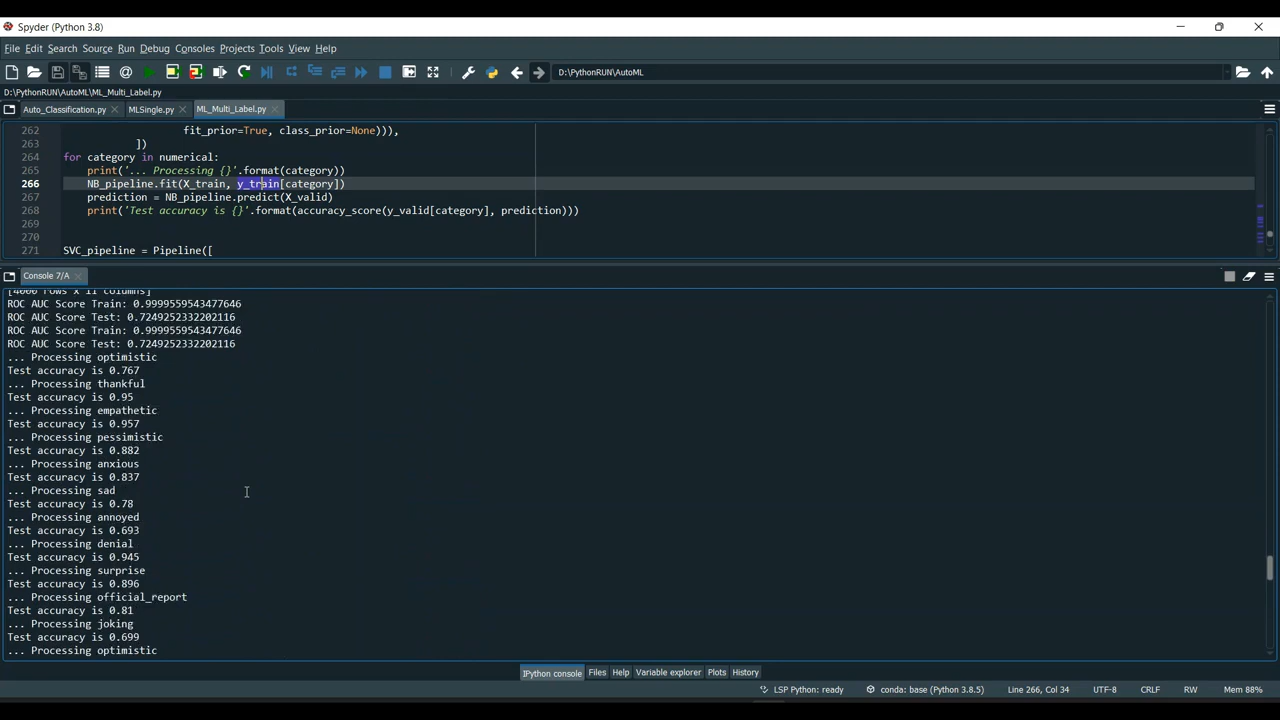 Spyder (Python 3.8)
File Edit Search Source Run Debug Consoles Projects Tools View Help
D:\PythonRUN\AutoML
D:\PythonRUN\AutoML\ML_Multi_Label.py
Auto_Classification.py MLSingle.py ML_Multi_Label.py
262 fit_prior=True, class_prior=None))),
263 ])
264 for category in numerical:
265 print('... Processing {}'.format(category))
266 NB_pipeline.fit(X_train, y_train[category])
267 prediction = NB_pipeline.predict(X_valid)
268 print('Test accuracy is {}'.format(accuracy_score(y_valid[category], prediction)))
269
270
271 SVC_pipeline = Pipeline([
Console 7/A
[4000 rows x 11 columns]
ROC AUC Score Train: 0.9999559543477646
ROC AUC Score Test: 0.7249252332202116
ROC AUC Score Train: 0.9999559543477646
ROC AUC Score Test: 0.7249252332202116
... Processing optimistic
Test accuracy is 0.767
... Processing thankful
Test accuracy is 0.95
... Processing empathetic
Test accuracy is 0.957
... Processing pessimistic
Test accuracy is 0.882
... Processing anxious
Test accuracy is 0.837
... Processing sad
Test accuracy is 0.78
... Processing annoyed
Test accuracy is 0.693
... Processing denial
Test accuracy is 0.945
... Processing surprise
Test accuracy is 0.896
... Processing official_report
Test accuracy is 0.81
... Processing joking
Test accuracy is 0.699
... Processing optimistic
IPython console Files Help Variable explorer Plots History
LSP Python: ready conda: base (Python 3.8.5) Line 266, Col 34 UTF-8 CRLF RW Mem 88%